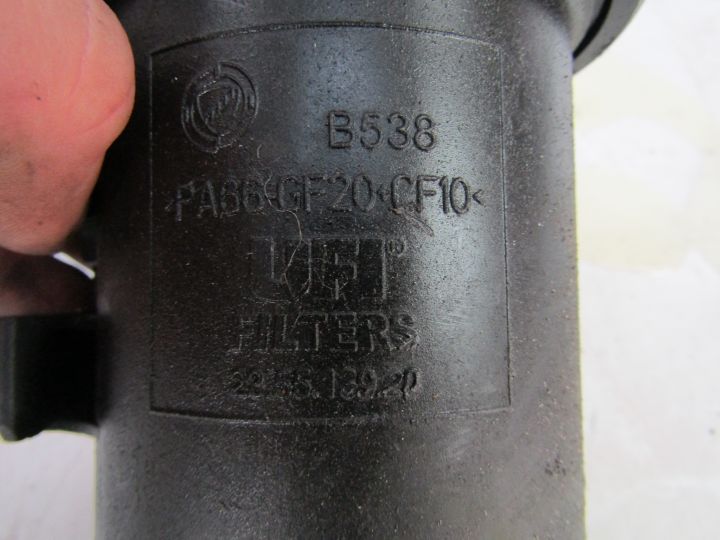 B538
>PA66<GF20<CF10<
UFI®
FILTERS